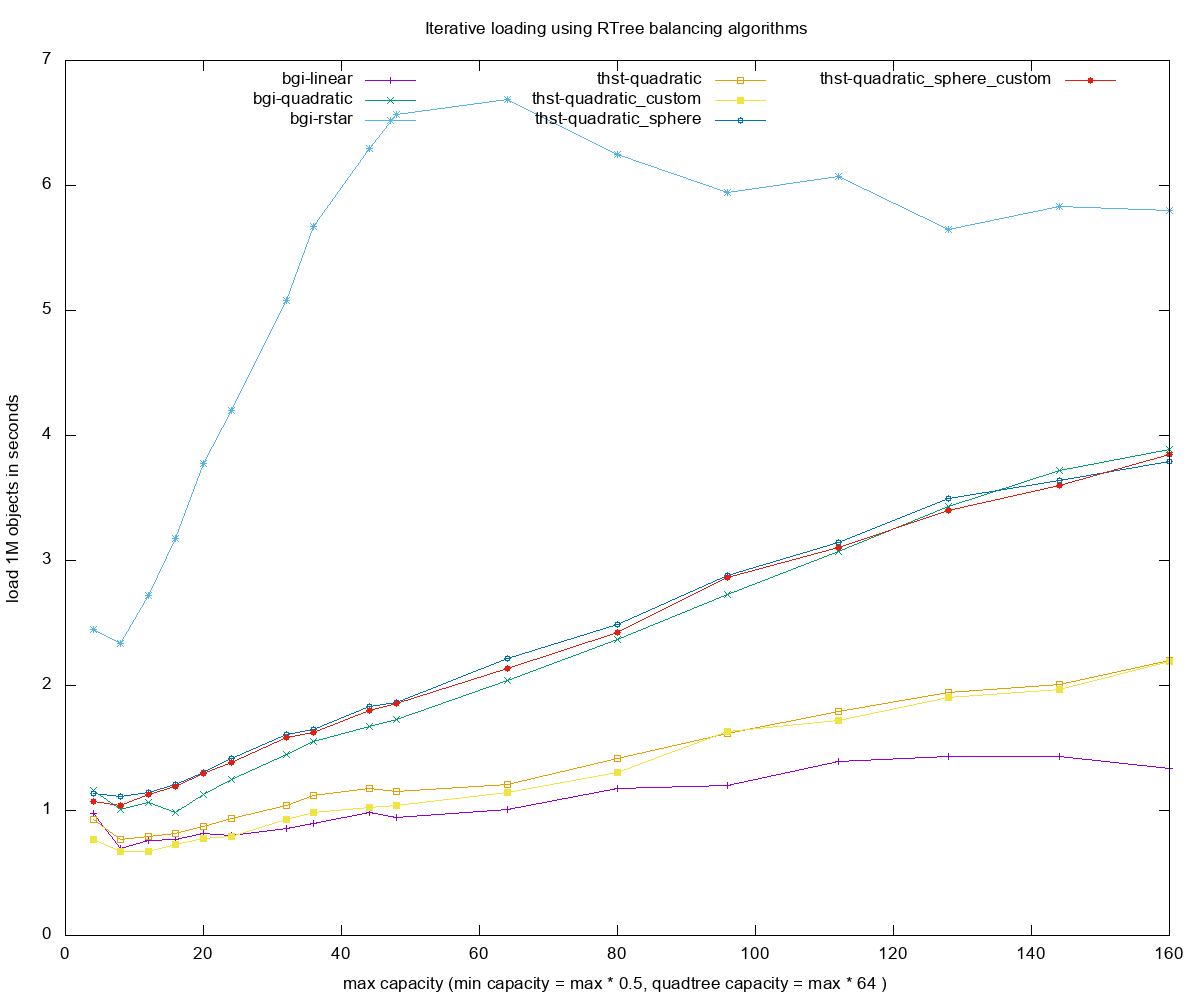 Iterative loading using RTree balancing algorithms
bgi-linear
bgi-quadratic
bgi-rstar
thst-quadratic
thst-quadratic_custom
thst-quadratic_sphere
thst-quadratic_sphere_custom
load 1M objects in seconds
7
6
5
4
3
2
1
0
0 20 40 60 80 100 120 140 160
max capacity (min capacity = max * 0.5, quadtree capacity = max * 64 )